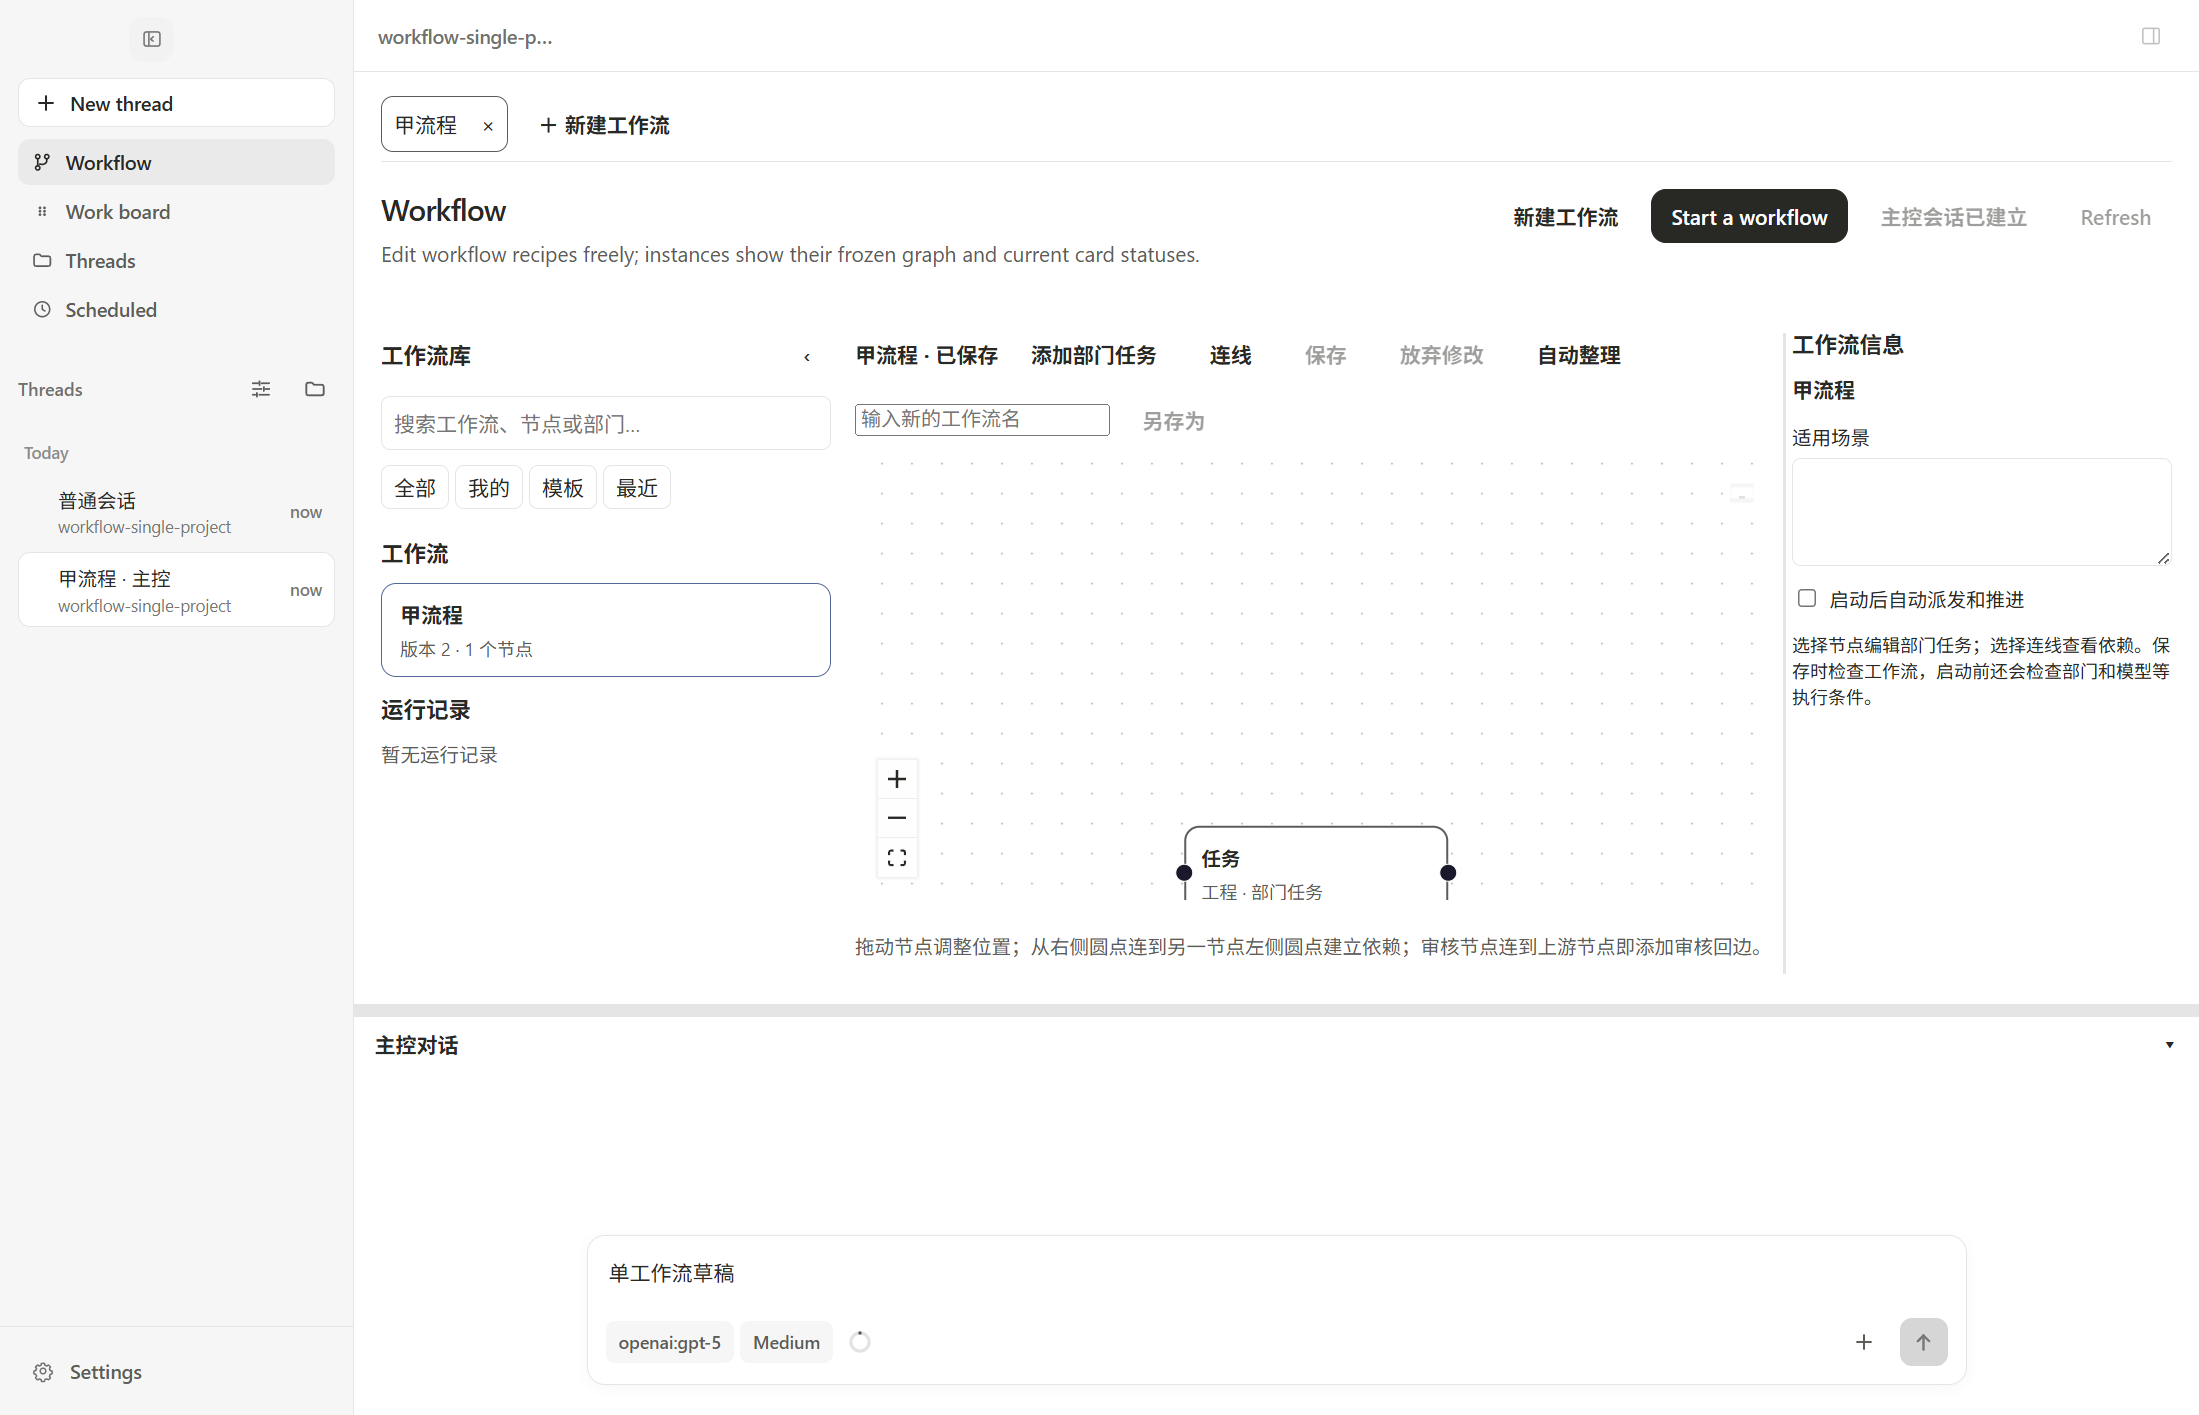 New thread
Workflow
Work board
Threads
Scheduled
Threads
Today
普通会话
workflow-single-project
now
甲流程 · 主控
workflow-single-project
now
Settings
workflow-single-p...
甲流程 ×
+ 新建工作流
Workflow
Edit workflow recipes freely; instances show their frozen graph and current card statuses.
新建工作流
Start a workflow
主控会话已建立
Refresh
工作流库
搜索工作流、节点或部门...
全部 我的 模板 最近
工作流
甲流程
版本 2 · 1 个节点
运行记录
暂无运行记录
甲流程 · 已保存 添加部门任务 连线 保存 放弃修改 自动整理
输入新的工作流名 另存为
任务
工程 · 部门任务
拖动节点调整位置；从右侧圆点连到另一节点左侧圆点建立依赖；审核节点连到上游节点即添加审核回边。
工作流信息
甲流程
适用场景
启动后自动派发和推进
选择节点编辑部门任务；选择连线查看依赖。保
存时检查工作流，启动前还会检查部门和模型等
执行条件。
主控对话
单工作流草稿
openai:gpt-5 Medium